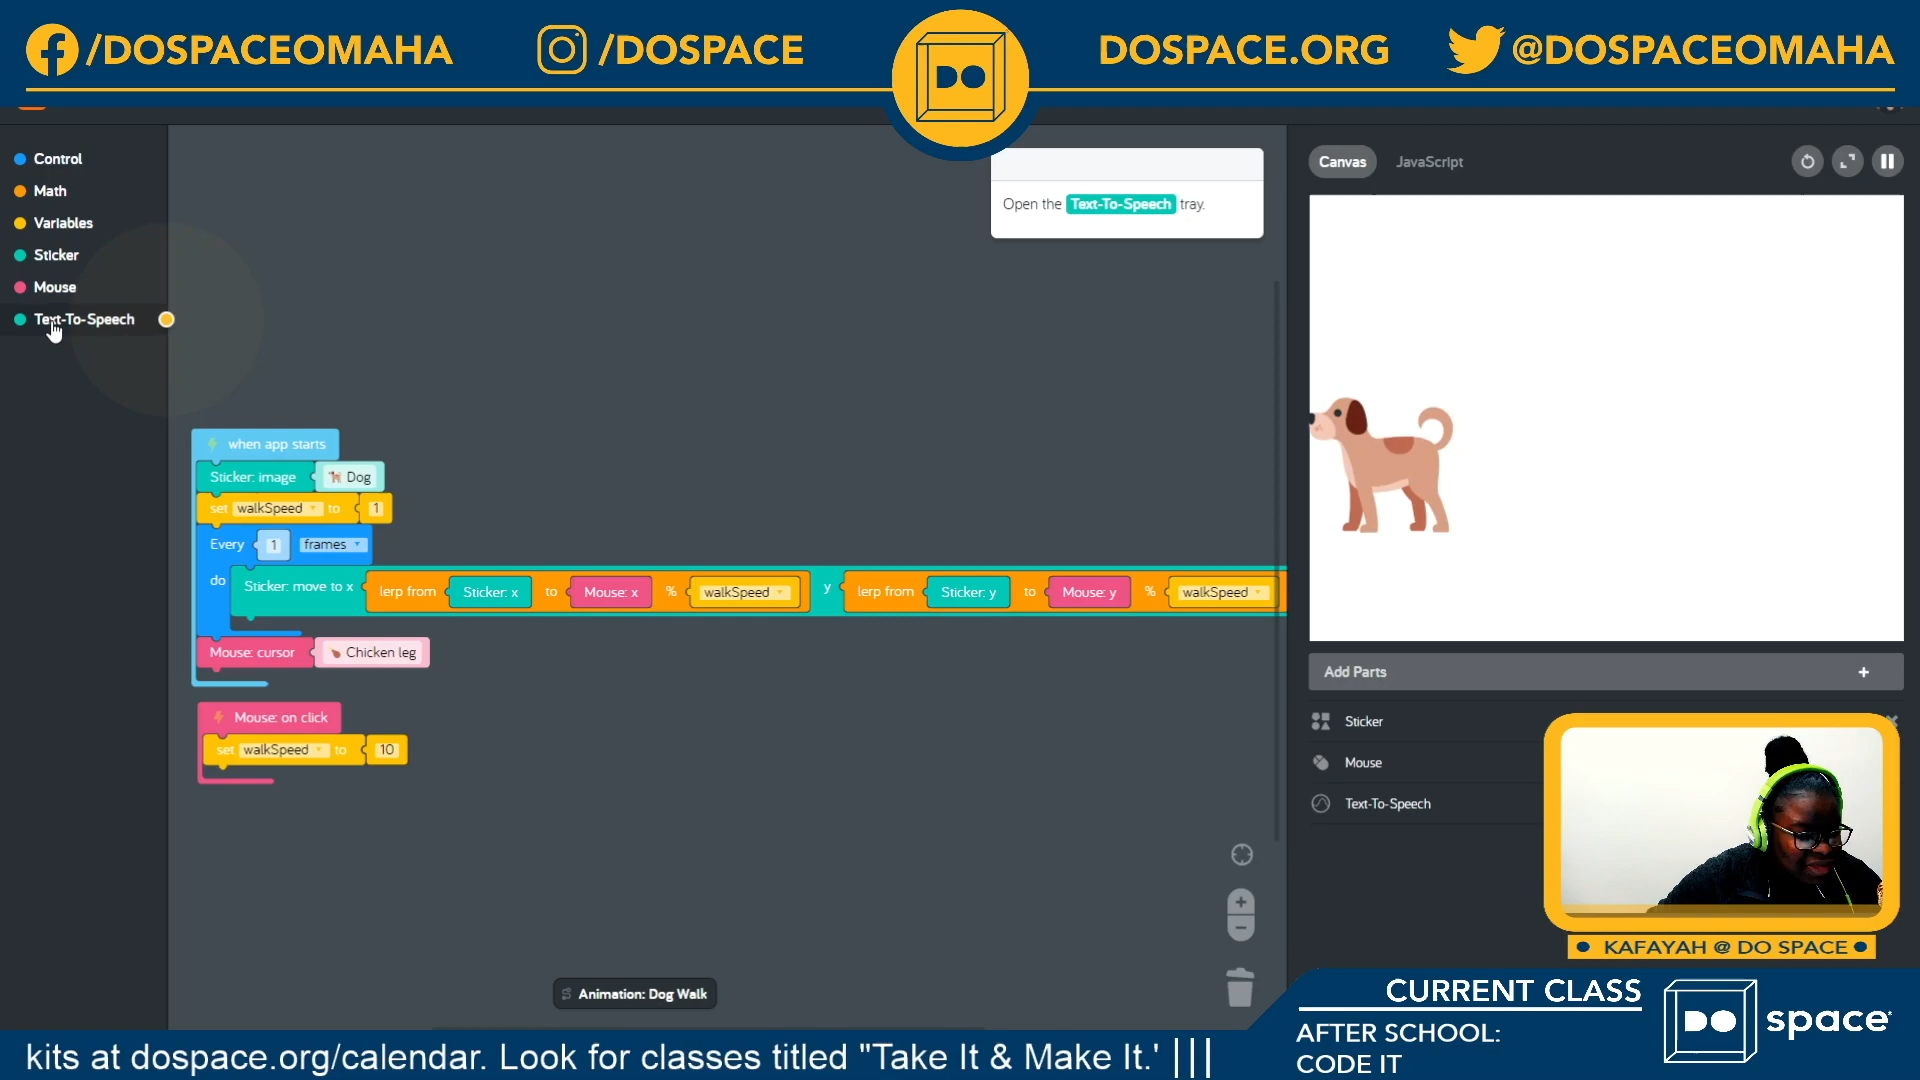 /DOSPACEOMAHA
/DOSPACE
DO
DOSPACE.ORG
@DOSPACEOMAHA
Control
Math
Variables
Sticker
Mouse
Text-To-Speech
Open the Text-To-Speech tray.
when app starts
Sticker: image Dog
set walkSpeed to 1
Every 1 frames
do Sticker: move to x lerp from Sticker: x to Mouse: x % walkSpeed y lerp from Sticker: y to Mouse: y % walkSpeed
Mouse: cursor Chicken leg
Mouse: on click
set walkSpeed to 10
Animation: Dog Walk
Canvas JavaScript
Add Parts +
Sticker
Mouse
Text-To-Speech
KAFAYAH @ DO SPACE
CURRENT CLASS
AFTER SCHOOL:
CODE IT
DO space
kits at dospace.org/calendar. Look for classes titled "Take It & Make It.' |||